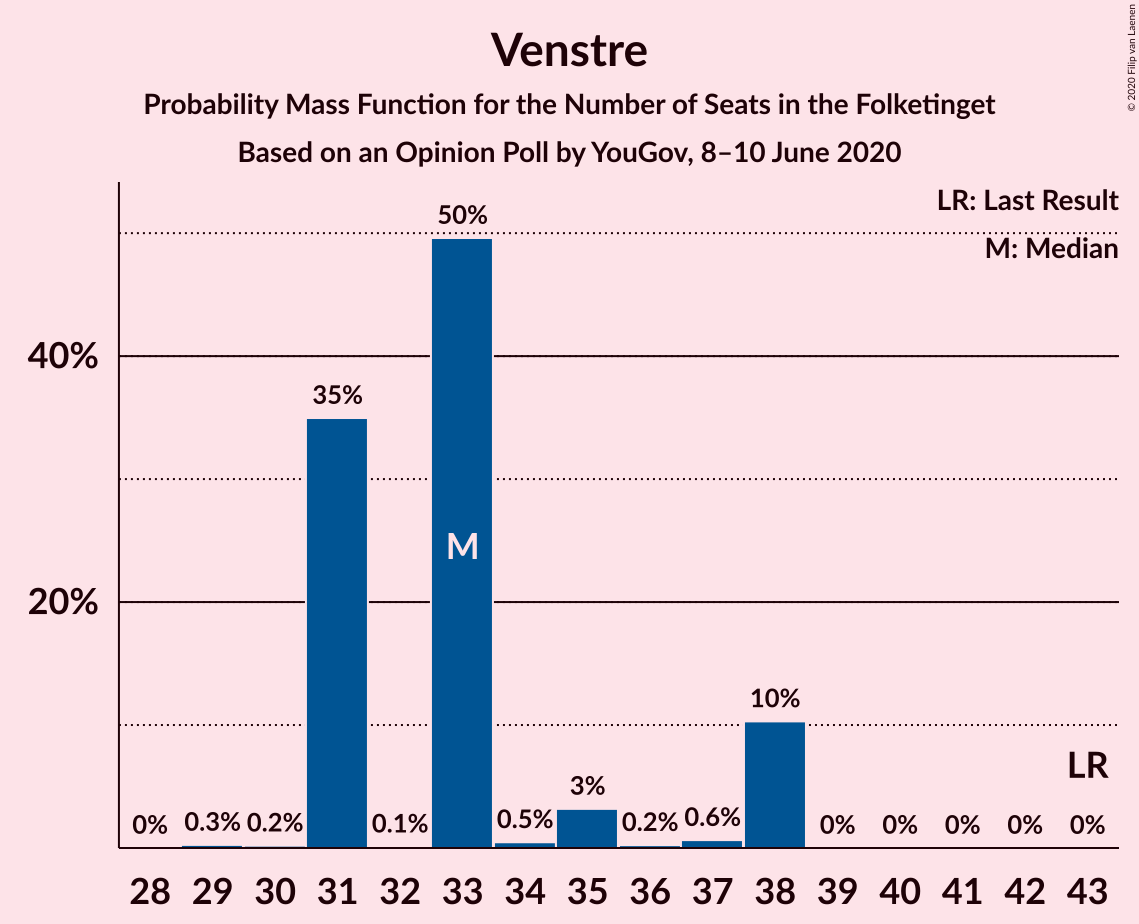 Venstre
Probability Mass Function for the Number of Seats in the Folketinget
Based on an Opinion Poll by YouGov, 8–10 June 2020
© 2020 Filip van Laenen
LR: Last Result
M: Median
50%
40%
35%
M
20%
10%
LR
3%
0% 0.3% 0.2% 0.1% 0.5% 0.2% 0.6% 0% 0% 0% 0% 0%
28 29 30 31 32 33 34 35 36 37 38 39 40 41 42 43